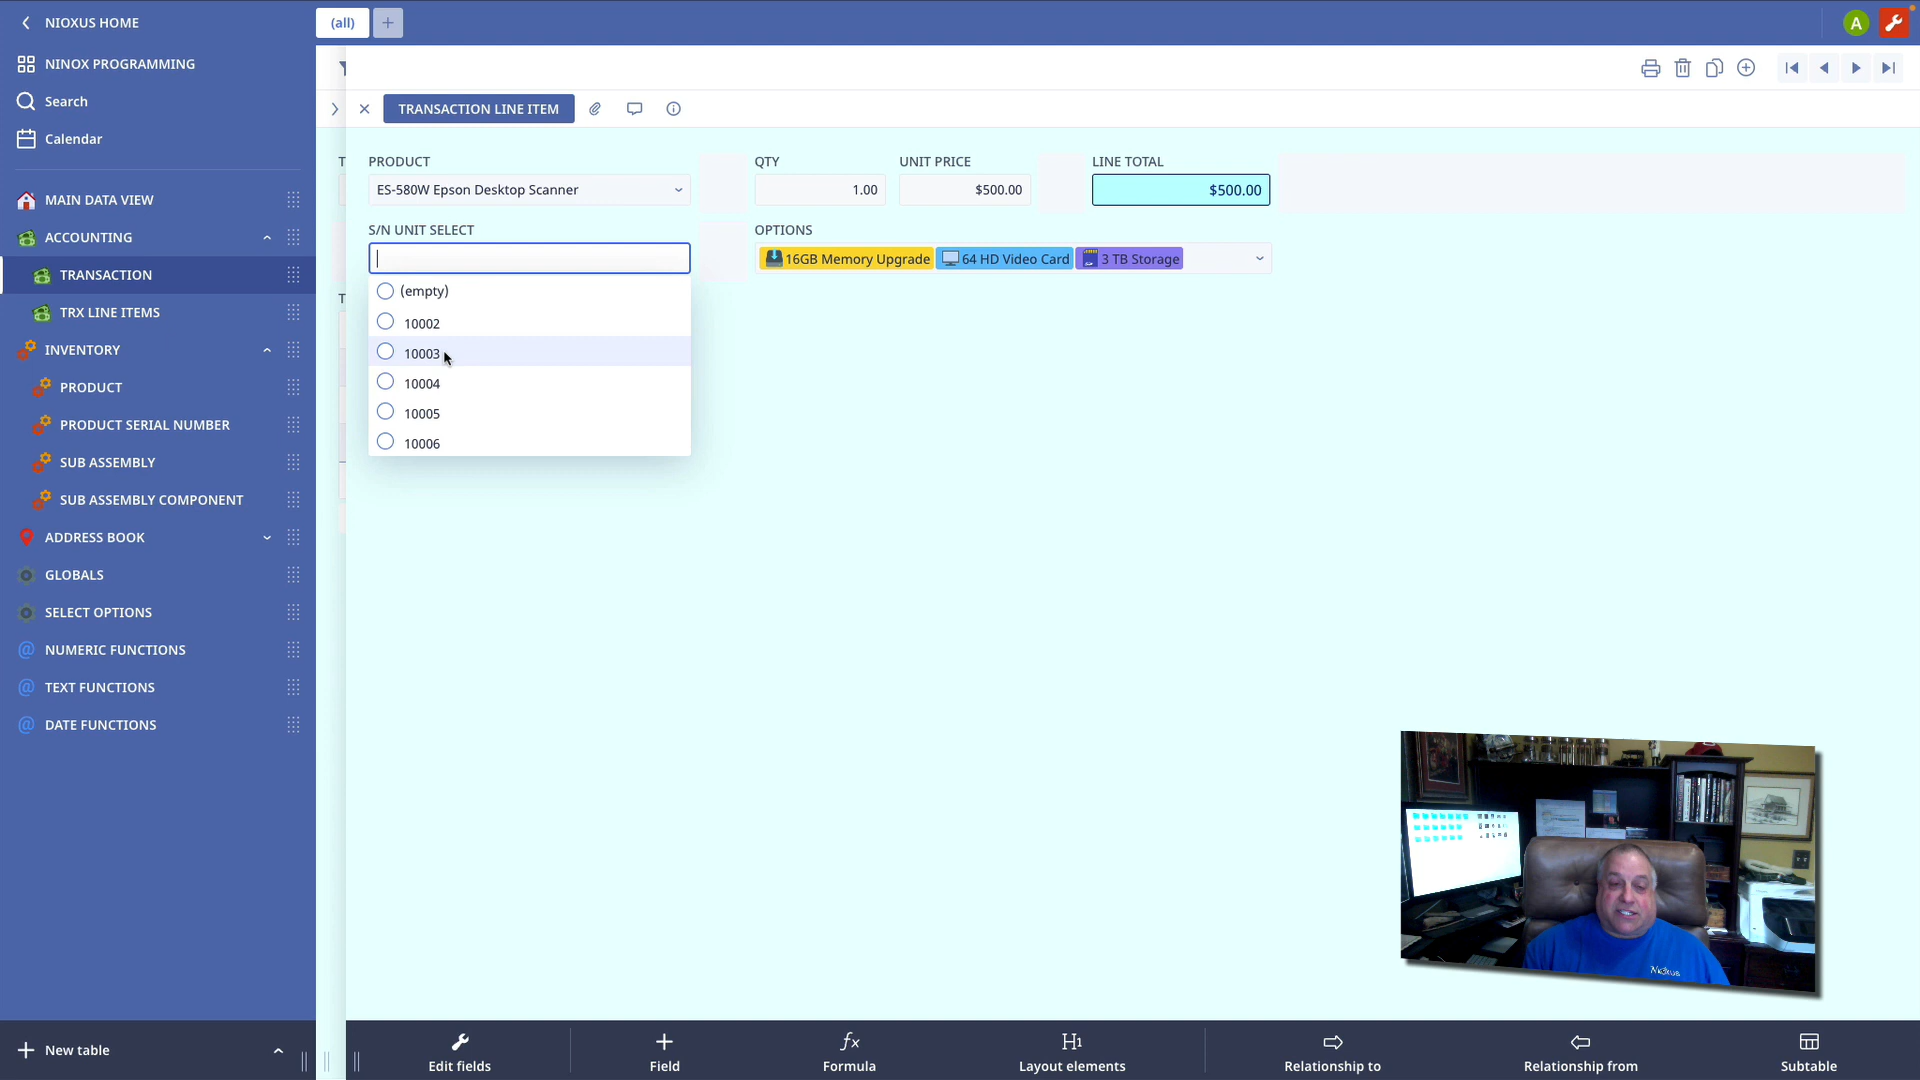 NIOXUS HOME
(all)
A
NINOX PROGRAMMING
Search
Calendar
MAIN DATA VIEW
ACCOUNTING
TRANSACTION
TRX LINE ITEMS
INVENTORY
PRODUCT
PRODUCT SERIAL NUMBER
SUB ASSEMBLY
SUB ASSEMBLY COMPONENT
ADDRESS BOOK
GLOBALS
SELECT OPTIONS
@ NUMERIC FUNCTIONS
@ TEXT FUNCTIONS
@ DATE FUNCTIONS
New table
TRANSACTION LINE ITEM
T
PRODUCT
QTY
UNIT PRICE
LINE TOTAL
ES-580W Epson Desktop Scanner
1.00
$500.00
$500.00
S/N UNIT SELECT
OPTIONS
16GB Memory Upgrade
64 HD Video Card
3 TB Storage
T
(empty)
10002
10003
10004
10005
10006
Nioxus
Edit fields
Field
fx
Formula
H1
Layout elements
Relationship to
Relationship from
Subtable